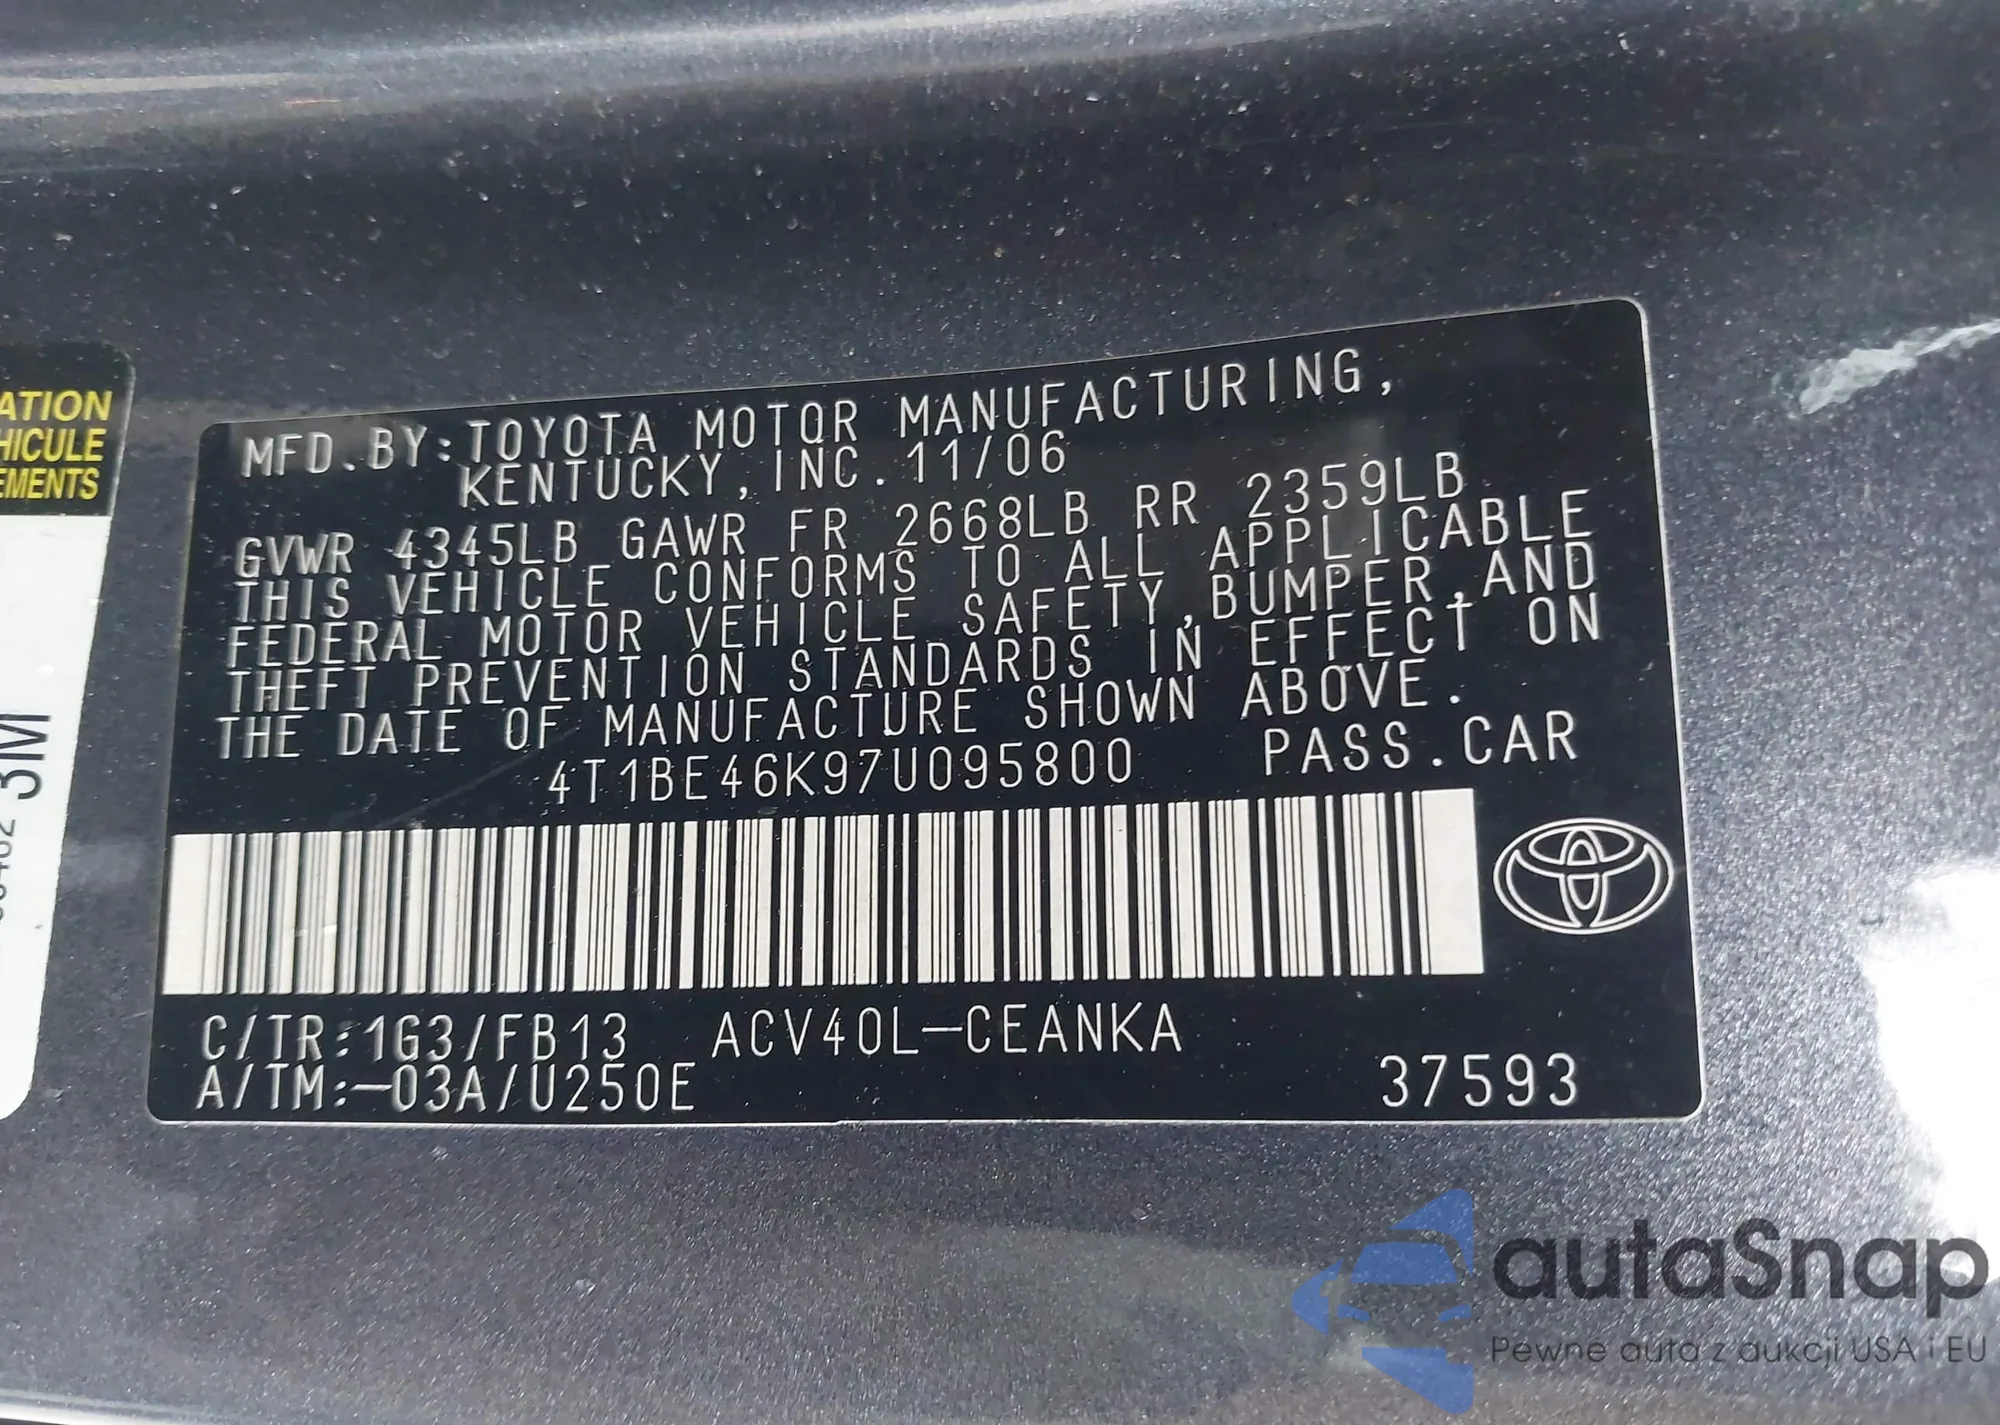 ATION
HICULE
EMENTS
3M
MFD.BY:TOYOTA MOTOR MANUFACTURING,
KENTUCKY,INC.11/06
GVWR 4345LB GAWR FR 2668LB RR 2359LB
THIS VEHICLE CONFORMS TO ALL APPLICABLE
FEDERAL MOTOR VEHICLE SAFETY,BUMPER,AND
THEFT PREVENTION STANDARDS IN EFFECT ON
THE DATE OF MANUFACTURE SHOWN ABOVE.
4T1BE46K97U095800 PASS.CAR
C/TR:1G3/FB13 ACV40L-CEANKA
A/TM:-03A/U250E 37593
autaSnap
Pewne auta z aukcji USA i EU